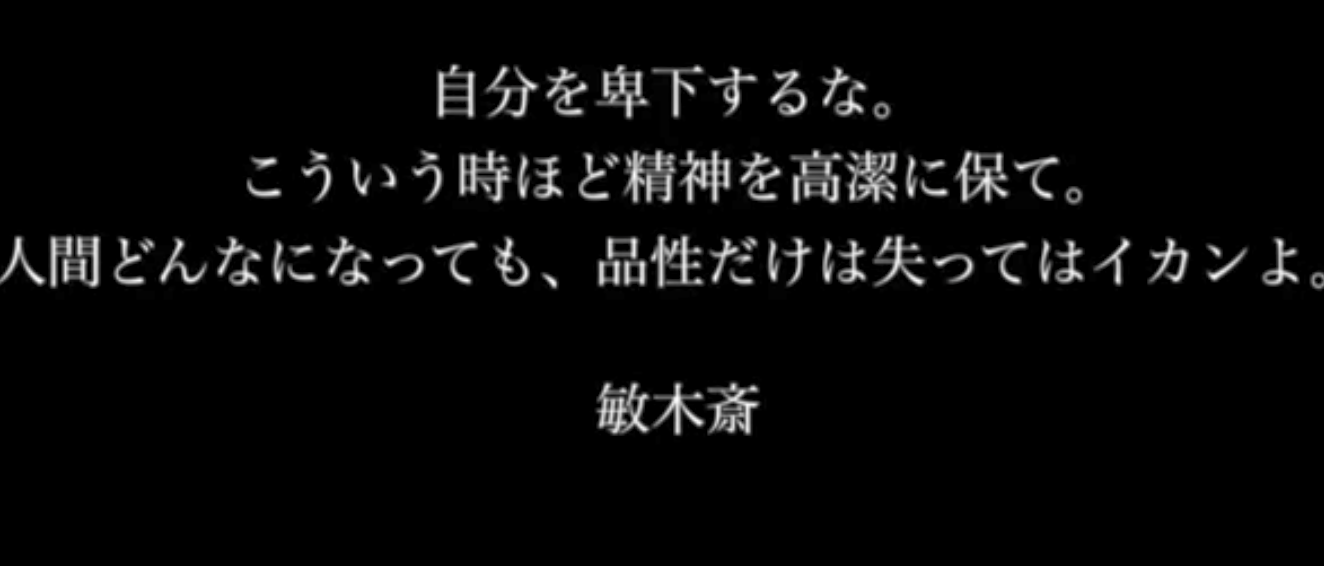 自分を卑下するな。
こういう時ほど精神を高潔に保て。
人間どんなになっても、品性だけは失ってはイカンよ。
敏木斎